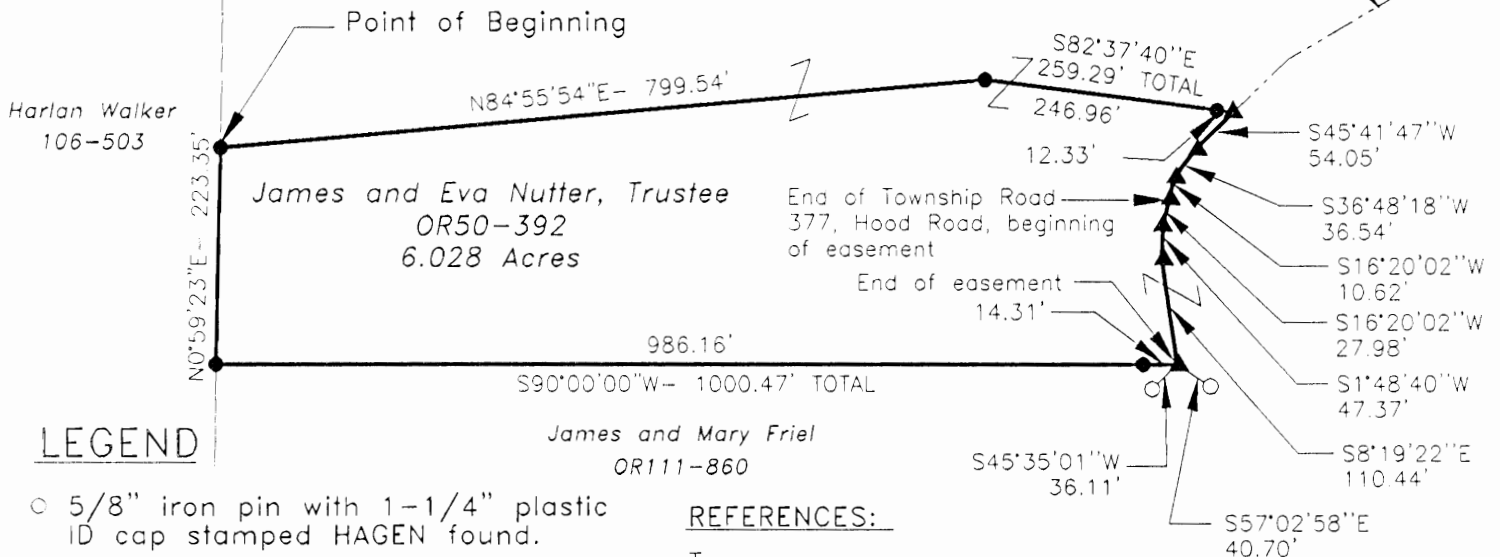 Point of Beginning
Harlan Walker
106-503
N84°55'54"E- 799.54'
S82°37'40"E
259.29' TOTAL
246.96'
12.33'
S45°41'47"W
54.05'
N0°59'23"E- 223.35'
James and Eva Nutter, Trustee
OR50-392
6.028 Acres
End of Township Road
377, Hood Road, beginning
of easement
S36°48'18"W
36.54'
S16°20'02"W
10.62'
End of easement
14.31'
S16°20'02"W
27.98'
986.16'
S90°00'00"W- 1000.47' TOTAL
S1°48'40"W
47.37'
James and Mary Friel
OR111-860
S45°35'01"W
36.11'
S8°19'22"E
110.44'
S57°02'58"E
40.70'
LEGEND
○ 5/8" iron pin with 1-1/4" plastic
ID cap stamped HAGEN found.
REFERENCES: